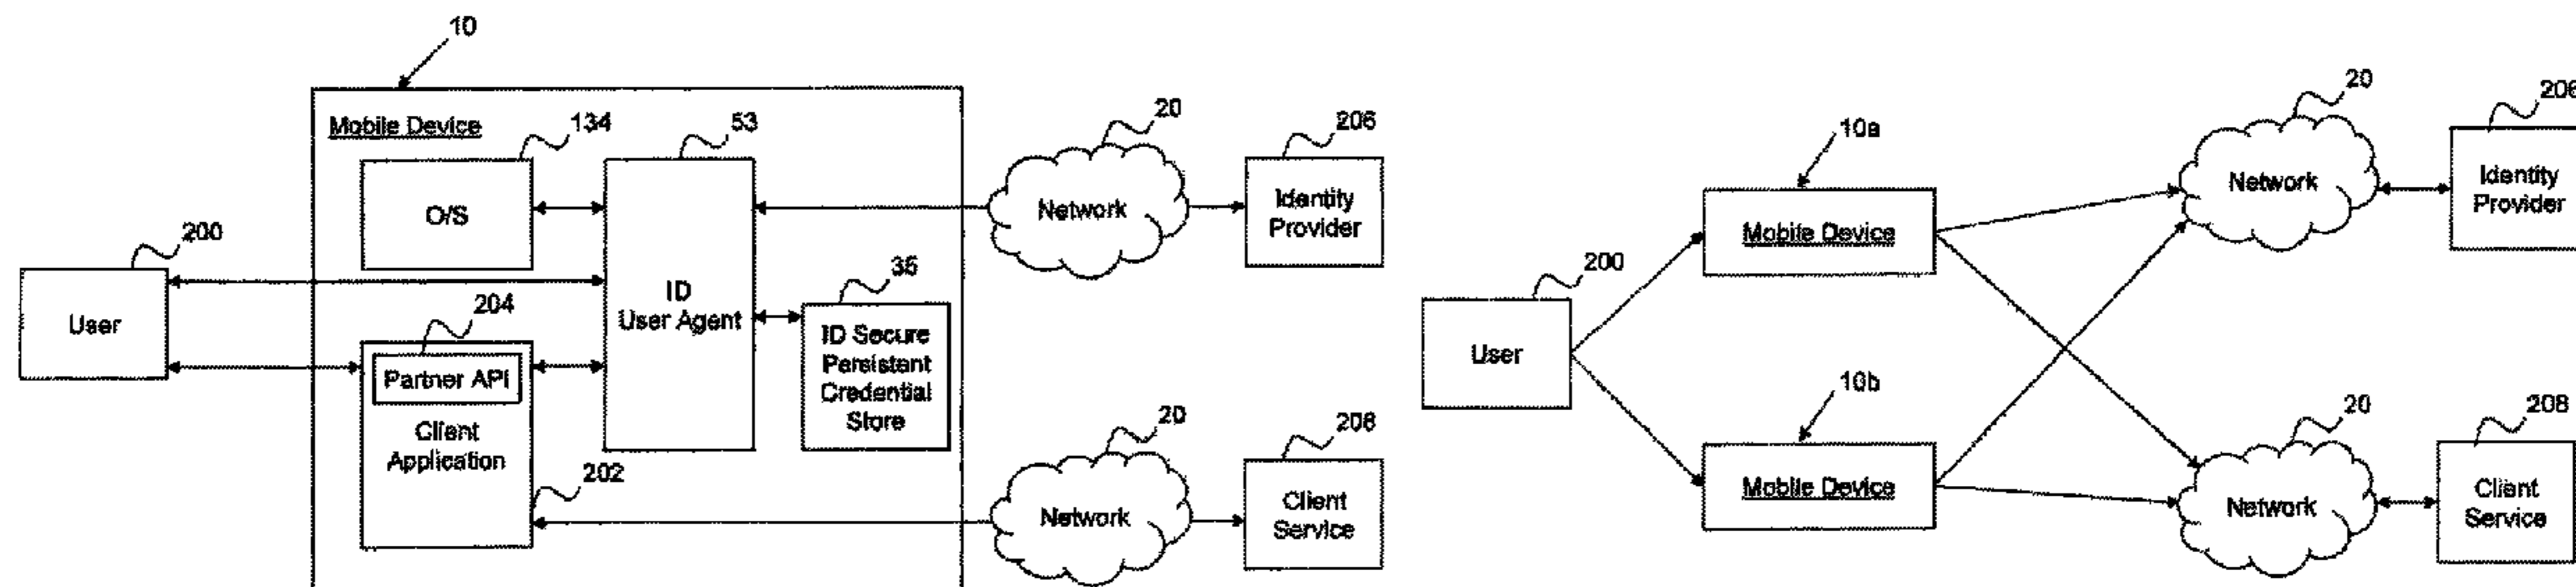 10
Mobile Device
134
53
20
206
O/S
Network
Identity
Provider
200
User
204
ID
User Agent
35
ID Secure
Persistent
Credential
Store
Partner API
Client
Application
202
20
208
Network
Client
Service
10a
20
206
Mobile Device
Network
Identity
Provider
200
User
10b
20
208
Mobile Device
Network
Client
Service